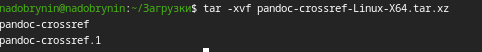 nadobrynin@nadobrynin:~/Загрузки$ tar -xvf pandoc-crossref-Linux-X64.tar.xz
pandoc-crossref
pandoc-crossref.1